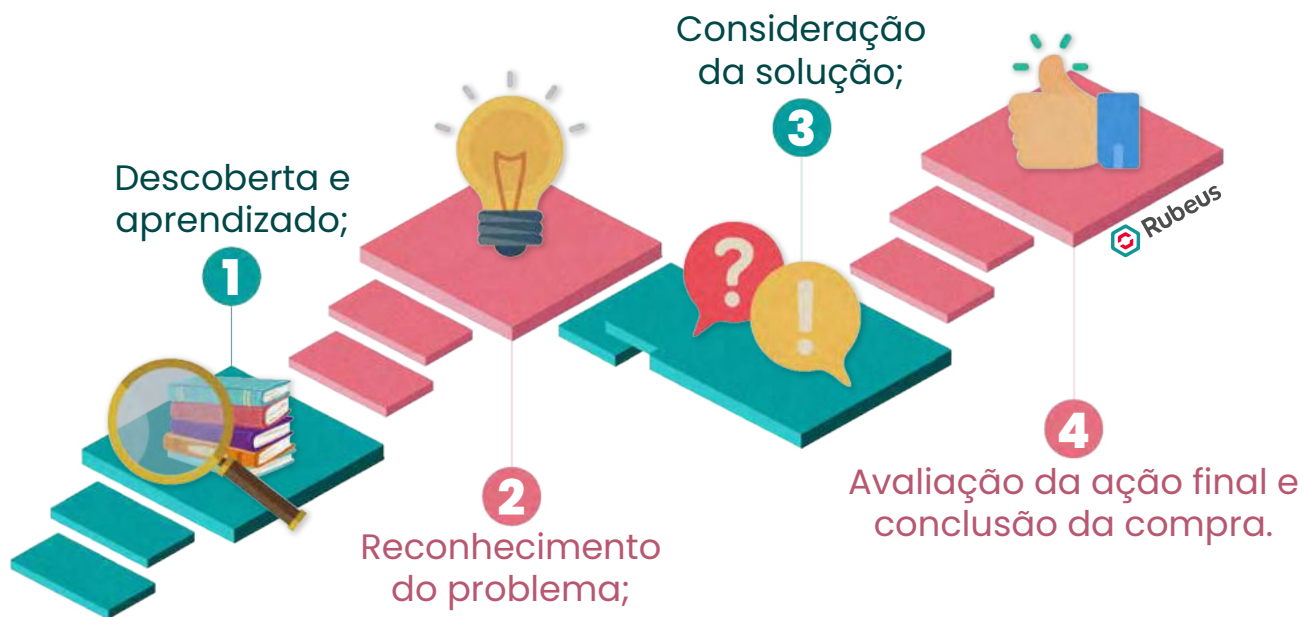 Descoberta e
aprendizado;
1
2
Reconhecimento
do problema;
Consideração
da solução;
3
?
!
Rubeus
4
Avaliação da ação final e
conclusão da compra.